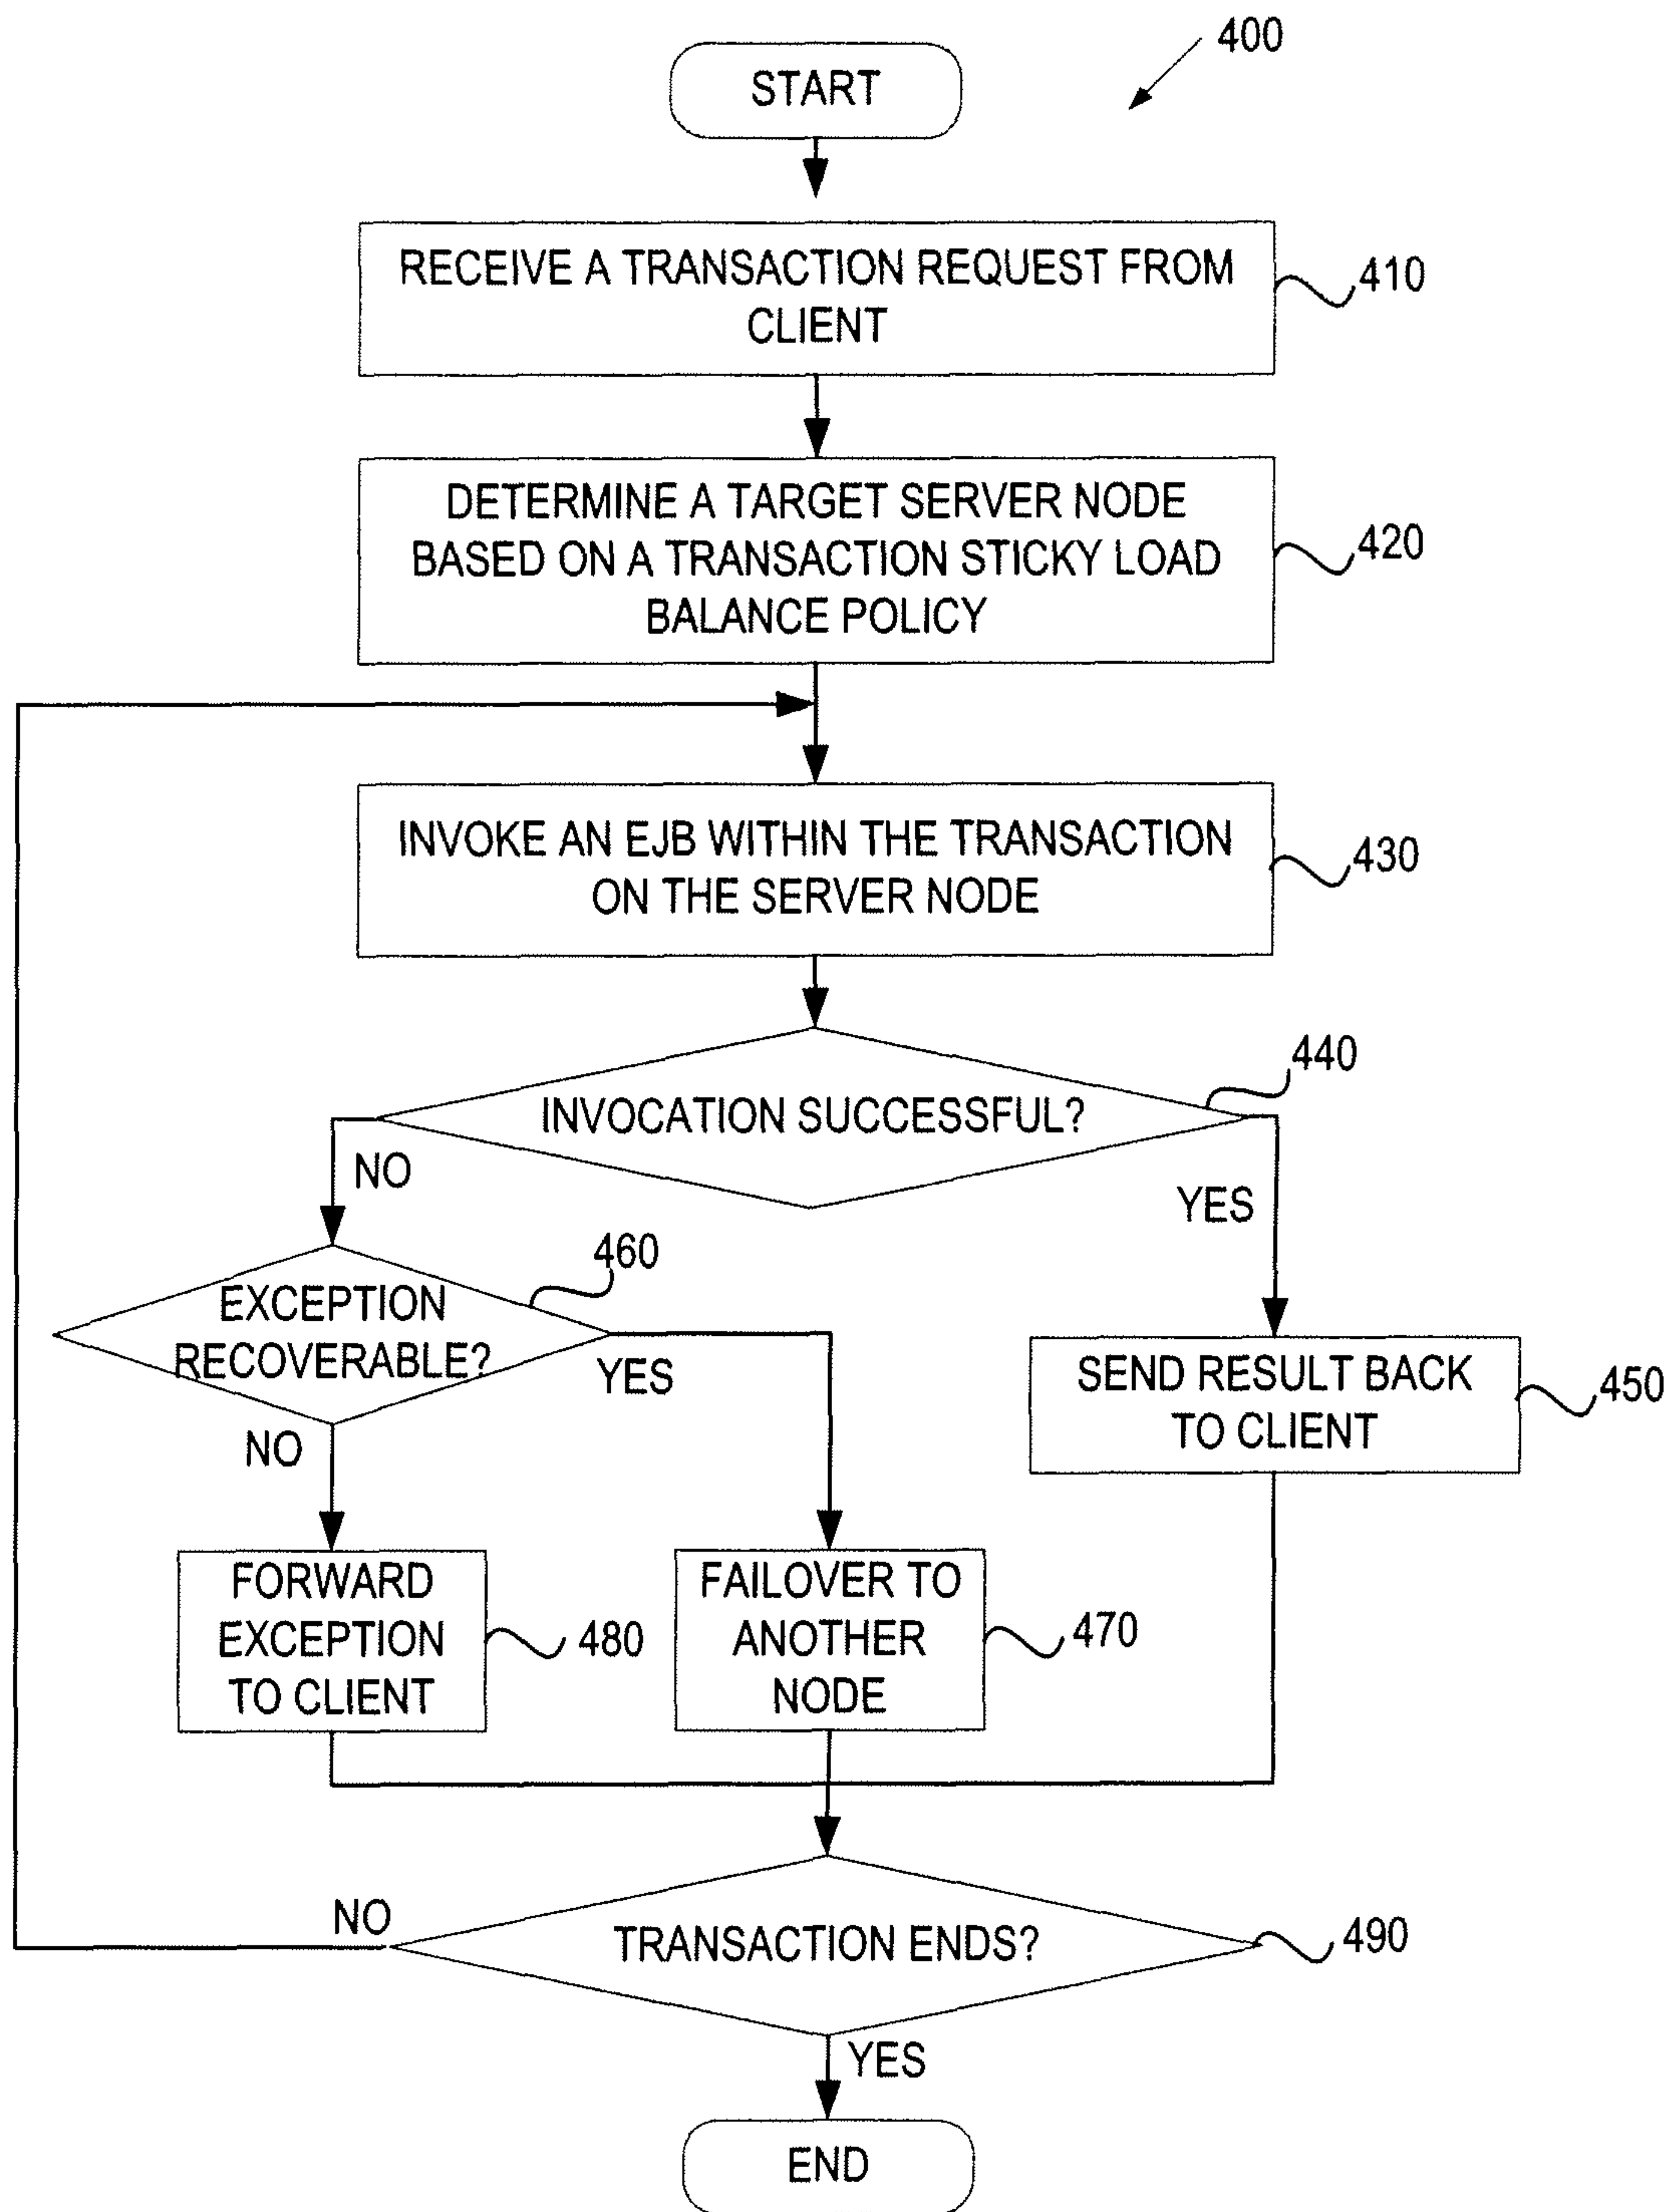 400
START
RECEIVE A TRANSACTION REQUEST FROM
CLIENT
410
DETERMINE A TARGET SERVER NODE
BASED ON A TRANSACTION STICKY LOAD
BALANCE POLICY
420
INVOKE AN EJB WITHIN THE TRANSACTION
ON THE SERVER NODE
430
INVOCATION SUCCESSFUL?
440
NO
YES
EXCEPTION
RECOVERABLE?
460
YES
NO
SEND RESULT BACK
TO CLIENT
450
FORWARD
EXCEPTION
TO CLIENT
480
FAILOVER TO
ANOTHER
NODE
470
NO
TRANSACTION ENDS?
490
YES
END